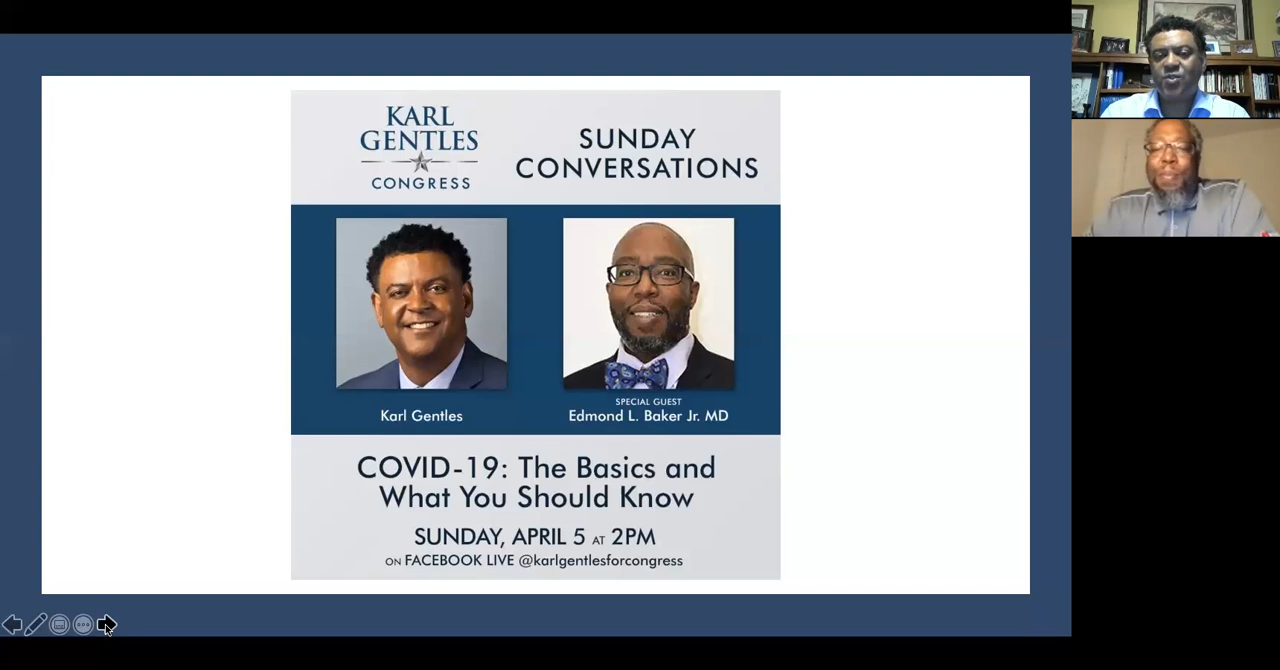 KARL
GENTLES
CONGRESS
SUNDAY
CONVERSATIONS
Karl Gentles
SPECIAL GUEST
Edmond L. Baker Jr. MD
COVID-19: The Basics and
What You Should Know
SUNDAY, APRIL 5 AT 2PM
ON FACEBOOK LIVE @karlgentlesforcongress